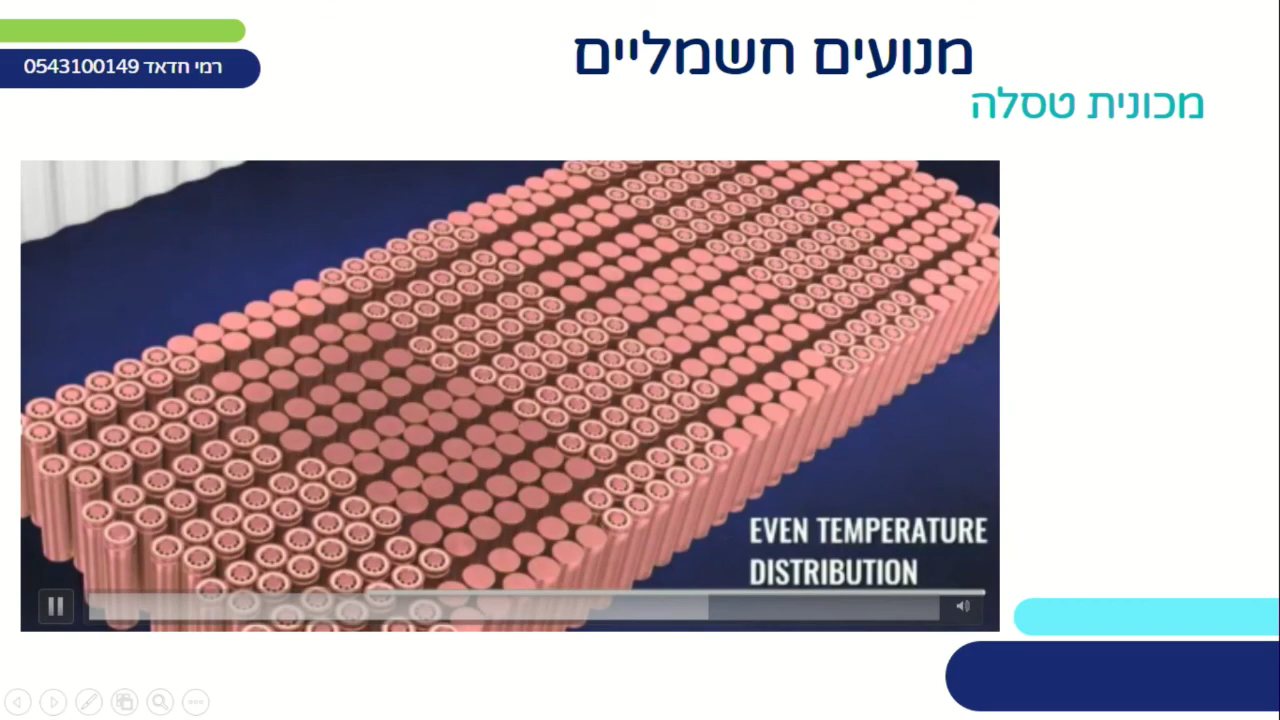 מנועים חשמליים
רמי חדאד 0543100149
מכונית טסלה
EVEN TEMPERATURE
DISTRIBUTION